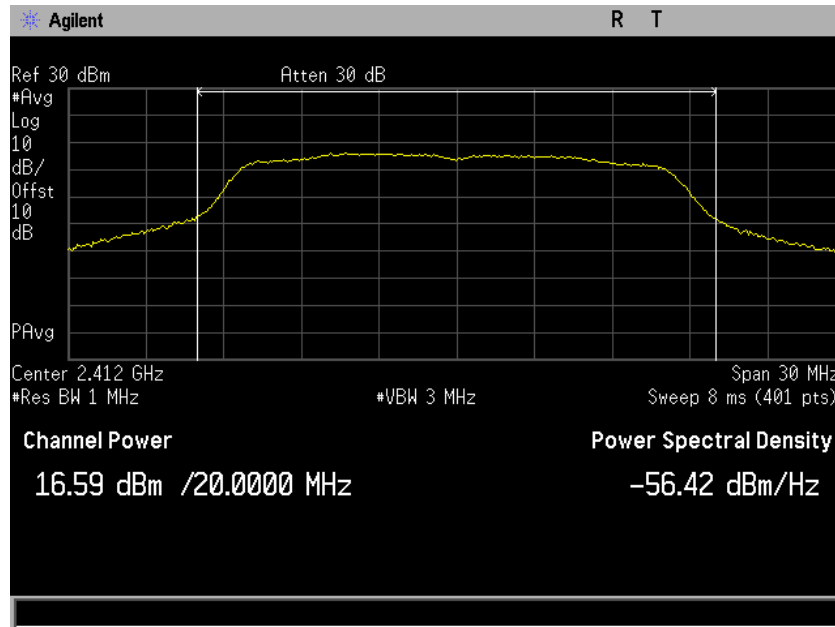 Agilent R T
Ref 30 dBm Atten 30 dB
#Avg
Log
10
dB/
Offst
10
dB
PAvg
Center 2.412 GHz Span 30 MHz
#Res BW 1 MHz #VBW 3 MHz Sweep 8 ms (401 pts)
Channel Power Power Spectral Density
16.59 dBm /20.0000 MHz -56.42 dBm/Hz